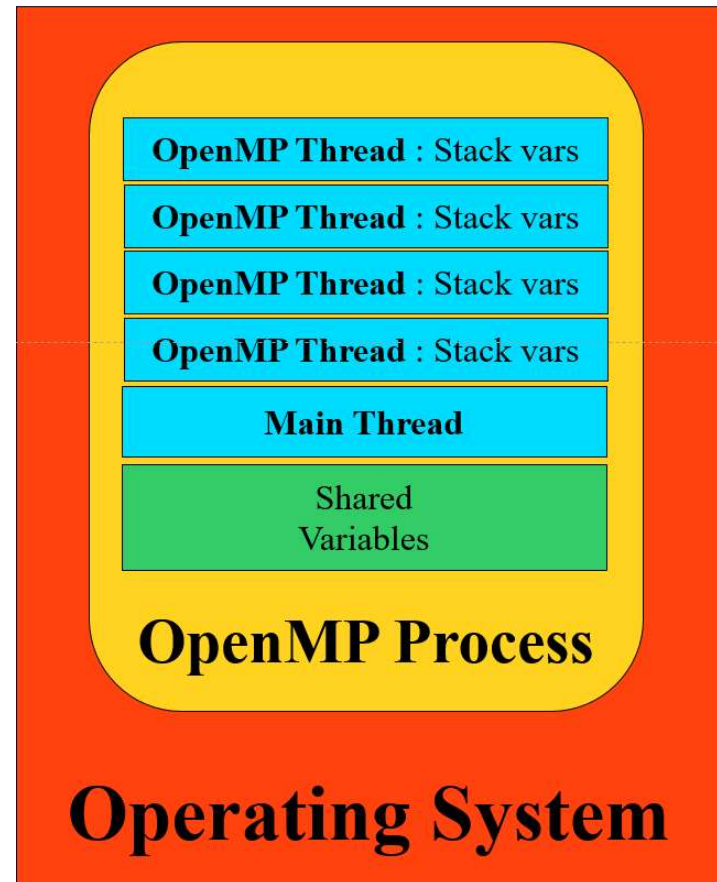 OpenMP Thread : Stack vars
OpenMP Thread : Stack vars
OpenMP Thread : Stack vars
OpenMP Thread : Stack vars
Main Thread
Shared
Variables
OpenMP Process
Operating System